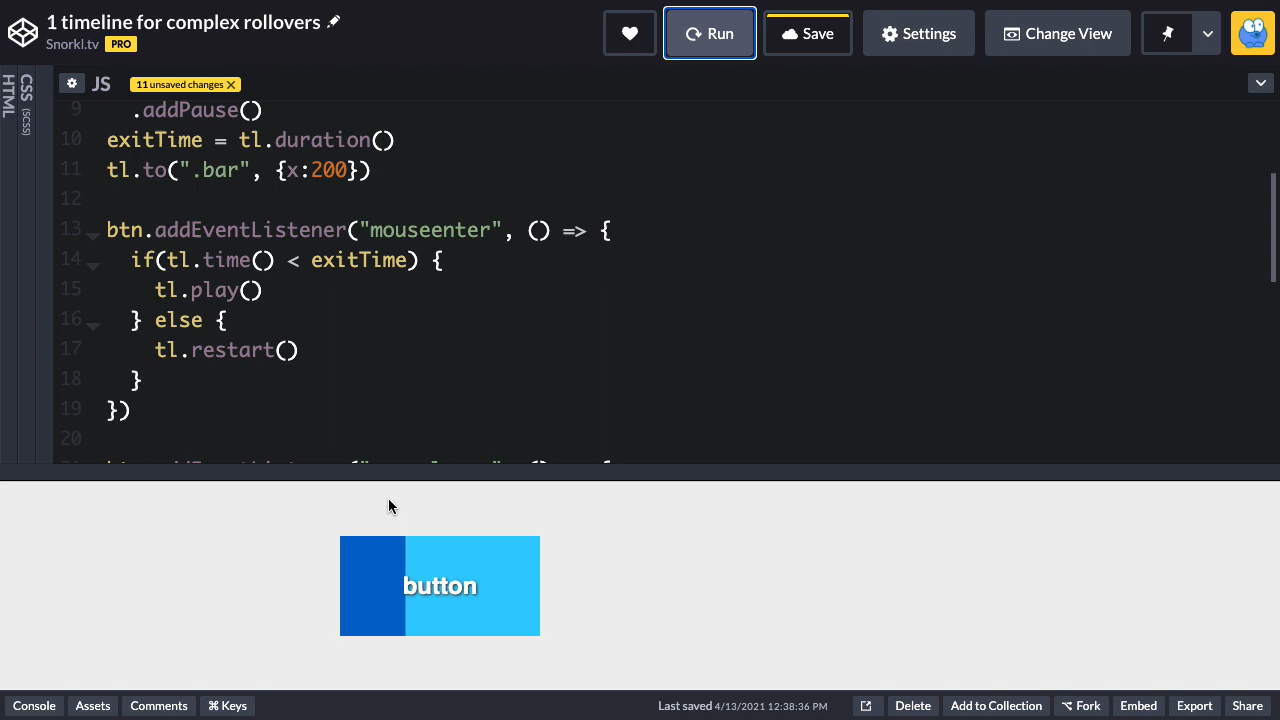 1 timeline for complex rollovers
Snorkl.tv PRO
Run
Save
Settings
Change View
HTML
CSS (SCSS)
JS
11 unsaved changes
9 .addPause()
10 exitTime = tl.duration()
11 tl.to(".bar", {x:200})
12
13 btn.addEventListener("mouseenter", () => {
14 if(tl.time() < exitTime) {
15 tl.play()
16 } else {
17 tl.restart()
18 }
19 })
20
button
Console
Assets
Comments
⌘ Keys
Last saved 4/13/2021 12:38:36 PM
Delete
Add to Collection
⌥ Fork
Embed
Export
Share